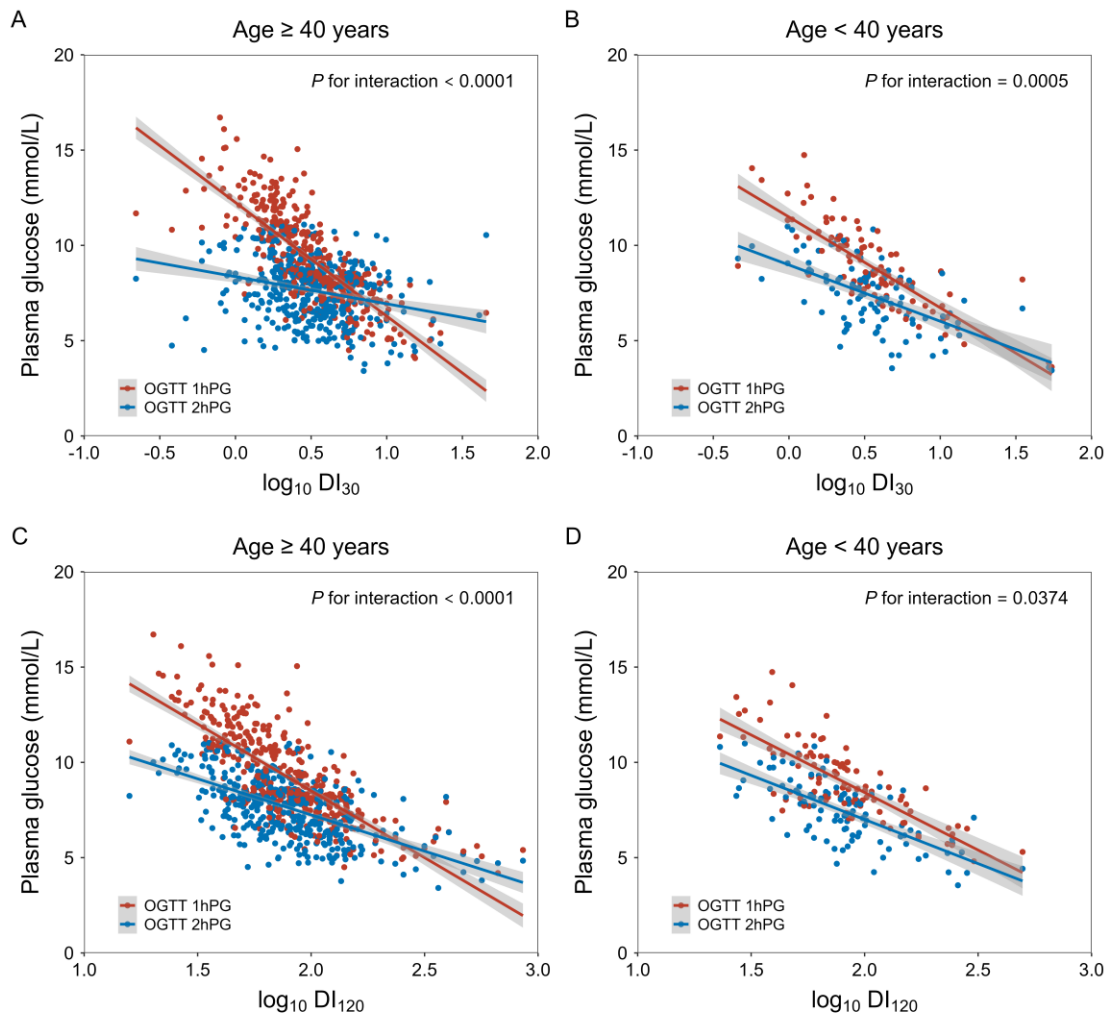 A
Age ≥ 40 years
P for interaction < 0.0001
Plasma glucose (mmol/L)
20
15
10
5
0
OGTT 1hPG
OGTT 2hPG
-1.0 -0.5 0.0 0.5 1.0 1.5 2.0
log₁₀ DI₃₀
B
Age < 40 years
P for interaction = 0.0005
Plasma glucose (mmol/L)
20
15
10
5
0
OGTT 1hPG
OGTT 2hPG
-1.0 -0.5 0.0 0.5 1.0 1.5 2.0
log₁₀ DI₃₀
C
Age ≥ 40 years
P for interaction < 0.0001
Plasma glucose (mmol/L)
20
15
10
5
0
OGTT 1hPG
OGTT 2hPG
1.0 1.5 2.0 2.5 3.0
log₁₀ DI₁₂₀
D
Age < 40 years
P for interaction = 0.0374
Plasma glucose (mmol/L)
20
15
10
5
0
OGTT 1hPG
OGTT 2hPG
1.0 1.5 2.0 2.5 3.0
log₁₀ DI₁₂₀